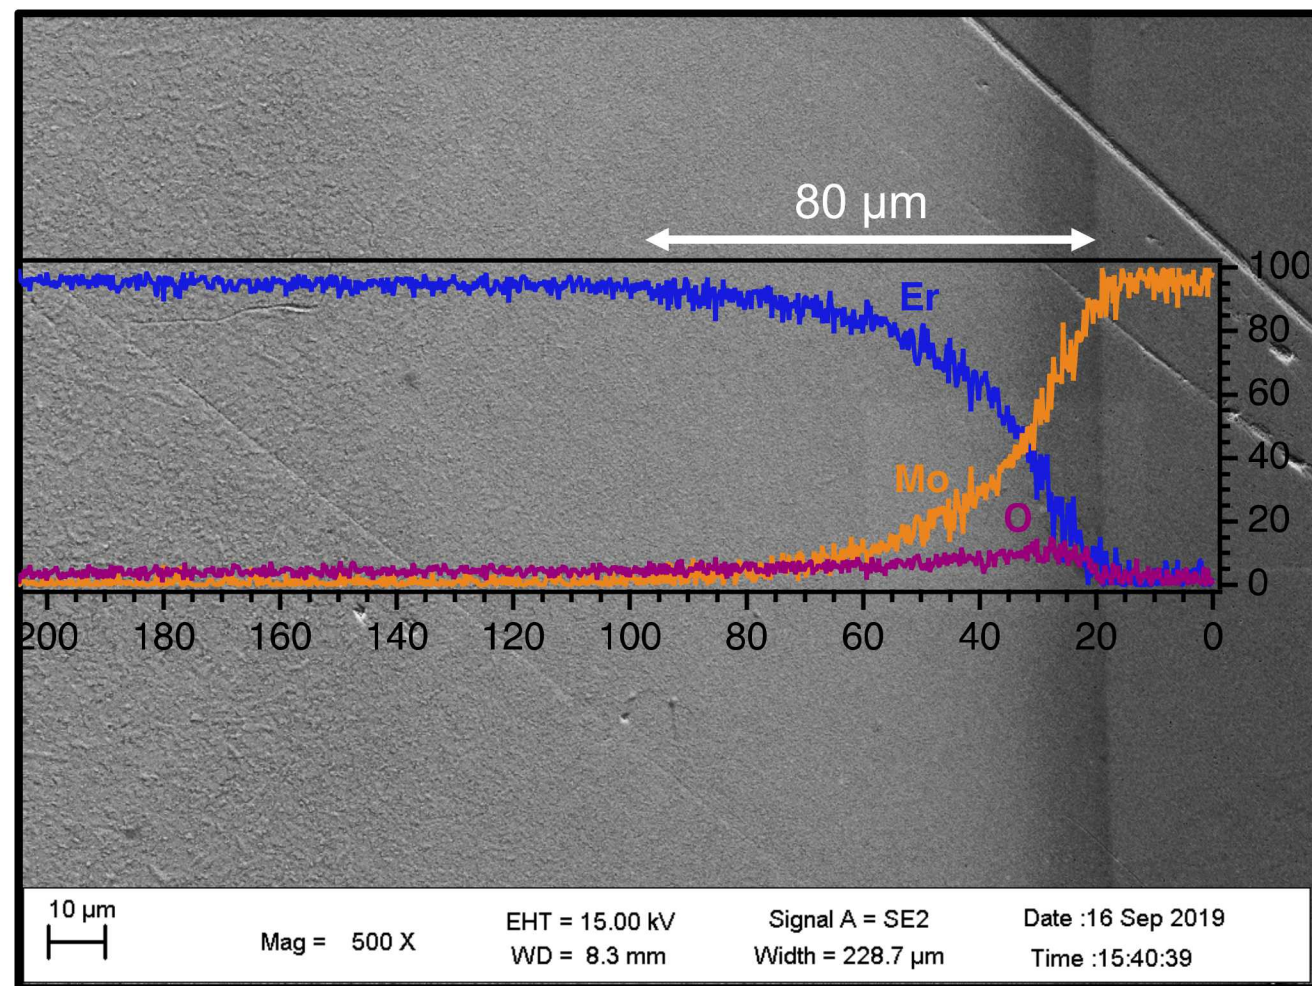 80 µm
100
Er
80
60
Mo
40
O
20
0
200 180 160 140 120 100 80 60 40 20 0
10 µm
Mag = 500 X
EHT = 15.00 kV
WD = 8.3 mm
Signal A = SE2
Width = 228.7 µm
Date :16 Sep 2019
Time :15:40:39